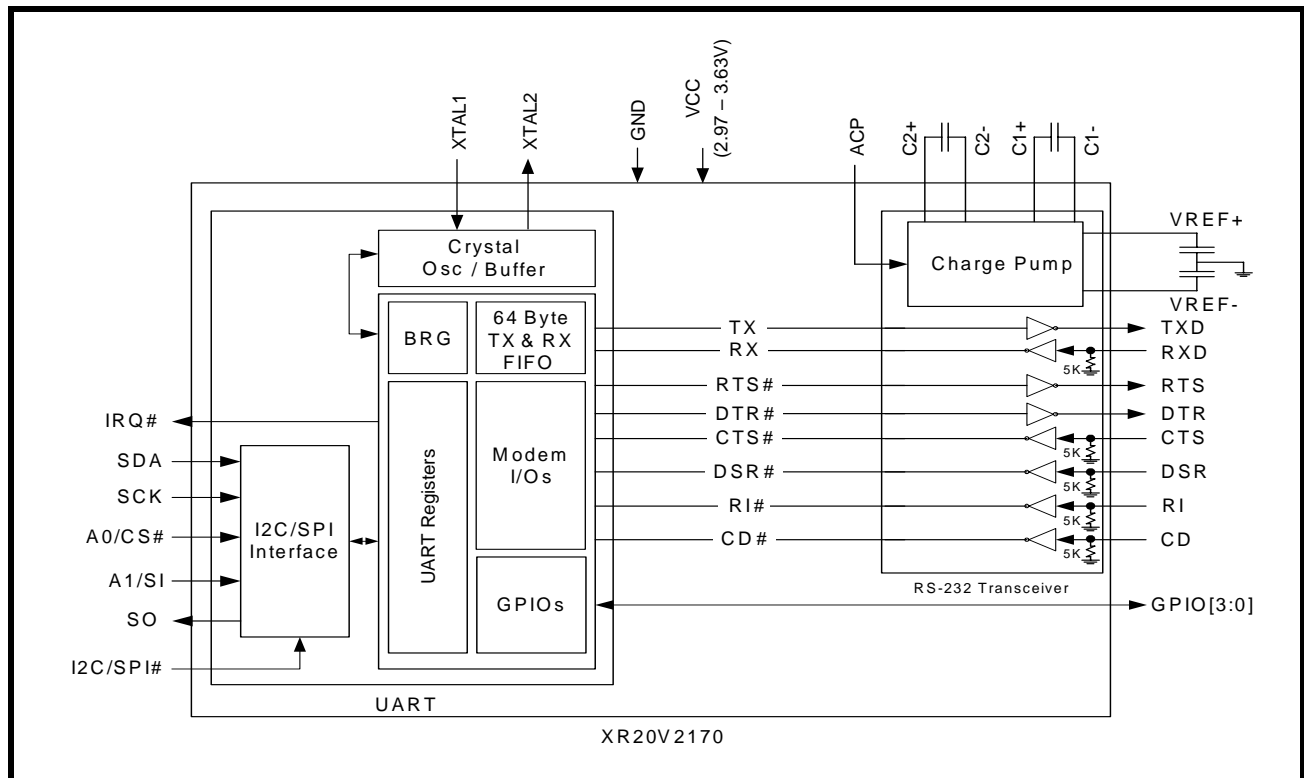 XTAL1
XTAL2
GND
VCC
(2.97 – 3.63V)
ACP
C2+
C2-
C1+
C1-
Crystal
Osc / Buffer
Charge Pump
VREF+
VREF-
BRG
64 Byte
TX & RX
FIFO
TX
TXD
RX
5K
RXD
RTS#
RTS
IRQ#
DTR#
DTR
CTS#
5K
CTS
SDA
SCK
A0/CS#
A1/SI
SO
I2C/SPI#
I2C/SPI
Interface
UART Registers
Modem
I/Os
DSR#
5K
DSR
RI#
5K
RI
CD#
5K
CD
RS-232 Transceiver
GPIOs
GPIO[3:0]
UART
XR20V2170